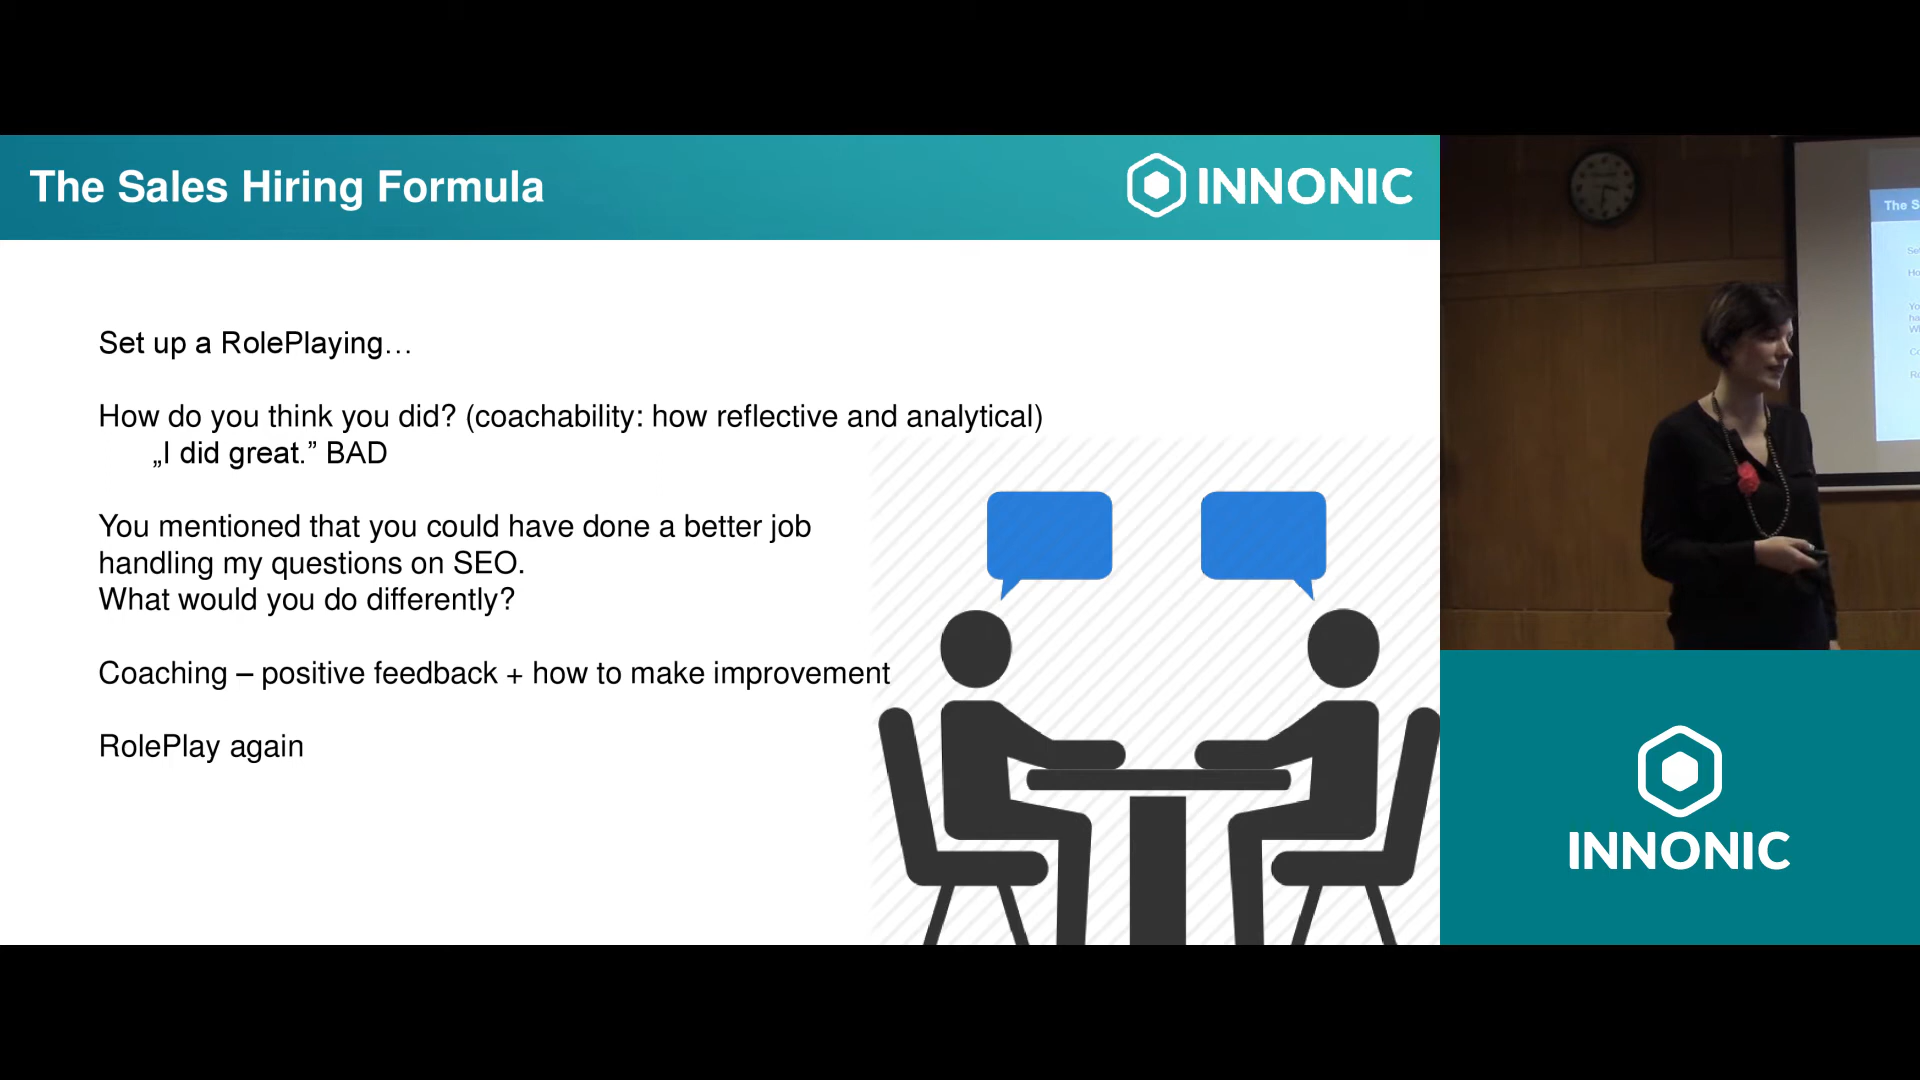 The Sales Hiring Formula
INNONIC
Set up a RolePlaying…
How do you think you did? (coachability: how reflective and analytical)
„I did great.” BAD
You mentioned that you could have done a better job
handling my questions on SEO.
What would you do differently?
Coaching – positive feedback + how to make improvement
RolePlay again
The S
INNONIC